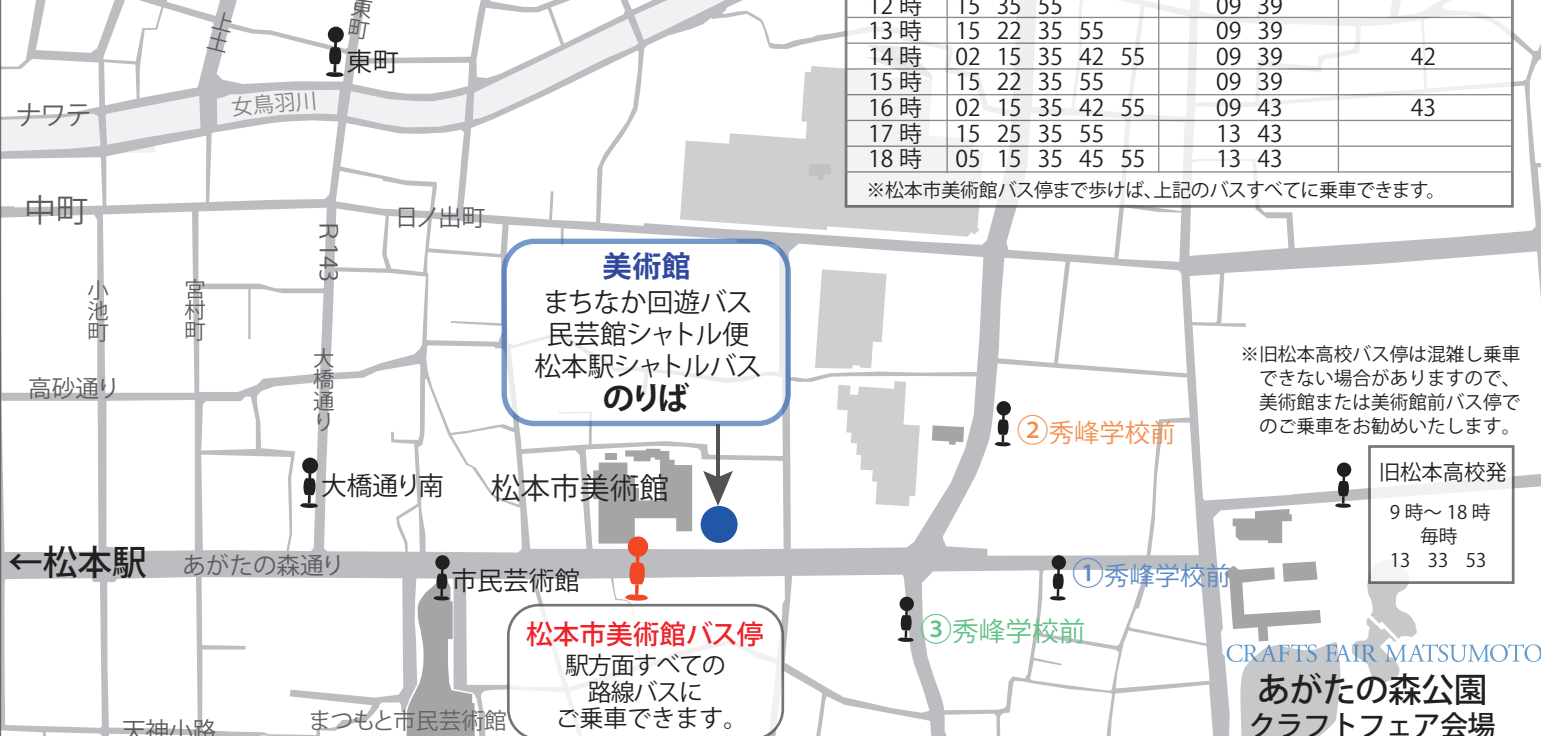 12時 15 35 55 09 39
13時 15 22 35 55 09 39
14時 02 15 35 42 55 09 39 42
15時 15 22 35 55 09 39
16時 02 15 35 42 55 09 43 43
17時 15 25 35 55 13 43
18時 05 15 35 45 55 13 43
※松本市美術館バス停まで歩けば、上記のバスすべてに乗車できます。
上土
東町
東町
ナワテ
女鳥羽川
中町
日ノ出町
R143
小池町
宮村町
大橋通り
高砂通り
美術館
まちなか回遊バス
民芸館シャトル便
松本駅シャトルバス
のりば
※旧松本高校バス停は混雑し乗車
できない場合がありますので、
美術館または美術館前バス停で
のご乗車をお勧めいたします。
②秀峰学校前
大橋通り南
松本市美術館
旧松本高校発
9時～18時
毎時
13 33 53
←松本駅
あがたの森通り
市民芸術館
①秀峰学校前
③秀峰学校前
松本市美術館バス停
駅方面すべての
路線バスに
ご乗車できます。
CRAFTS FAIR MATSUMOTO
あがたの森公園
クラフトフェア会場
まつもと市民芸術館
天神小路